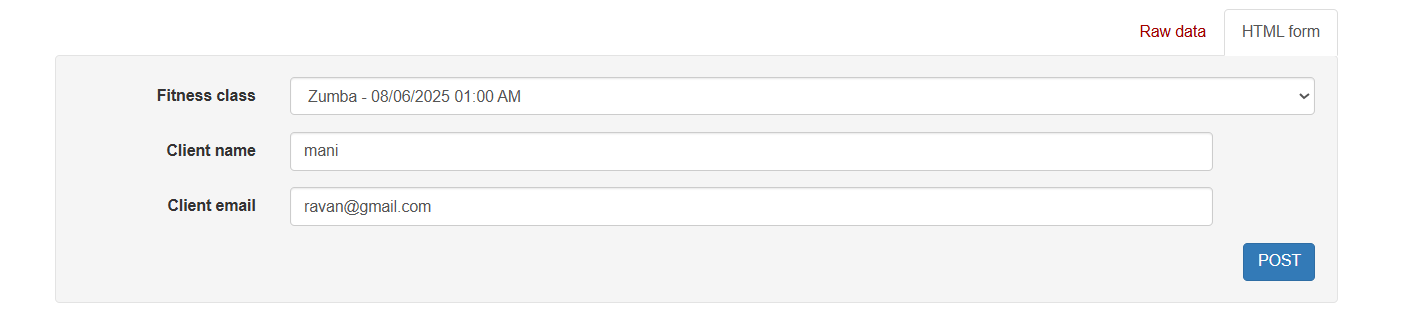 Raw data HTML form
Fitness class Zumba - 08/06/2025 01:00 AM
Client name mani
Client email ravan@gmail.com
POST